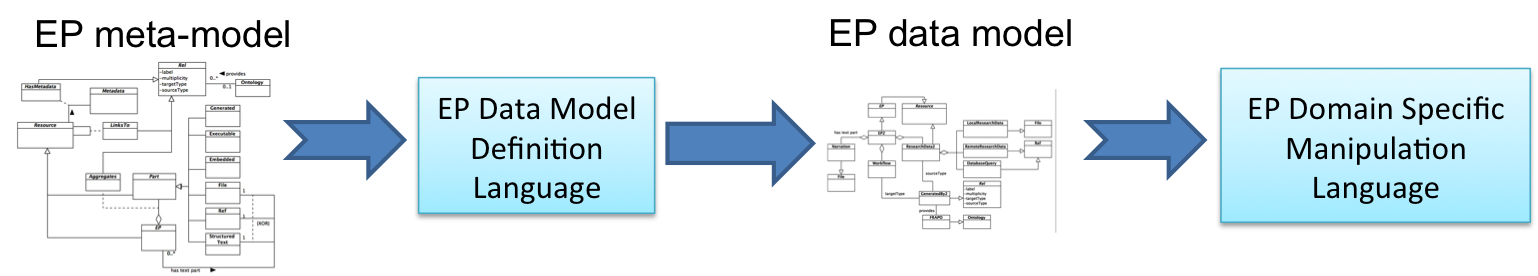 EP meta-model
Rel
-label
-multiplicity
-targetType
-sourceType
provides
0..*
0..1
Ontology
HasMetadata
Metadata
Resource
LinksTo
Generated
Executable
Embedded
Aggregates
Part
File
1
Ref
1
{XOR}
Structured
Text
1
EP
0..*
has text part
EP Data Model
Definition
Language
EP data model
EP
Resource
has text part
EP2
Narration
File
Workflow
ResearchData2
LocalResearchData
File
RemoteResearchData
Ref
DatabaseQuery
sourceType
targetType
GeneratedBy2
Rel
-label
-multiplicity
-targetType
-sourceType
provides
FRAPO
Ontology
EP Domain Specific
Manipulation
Language